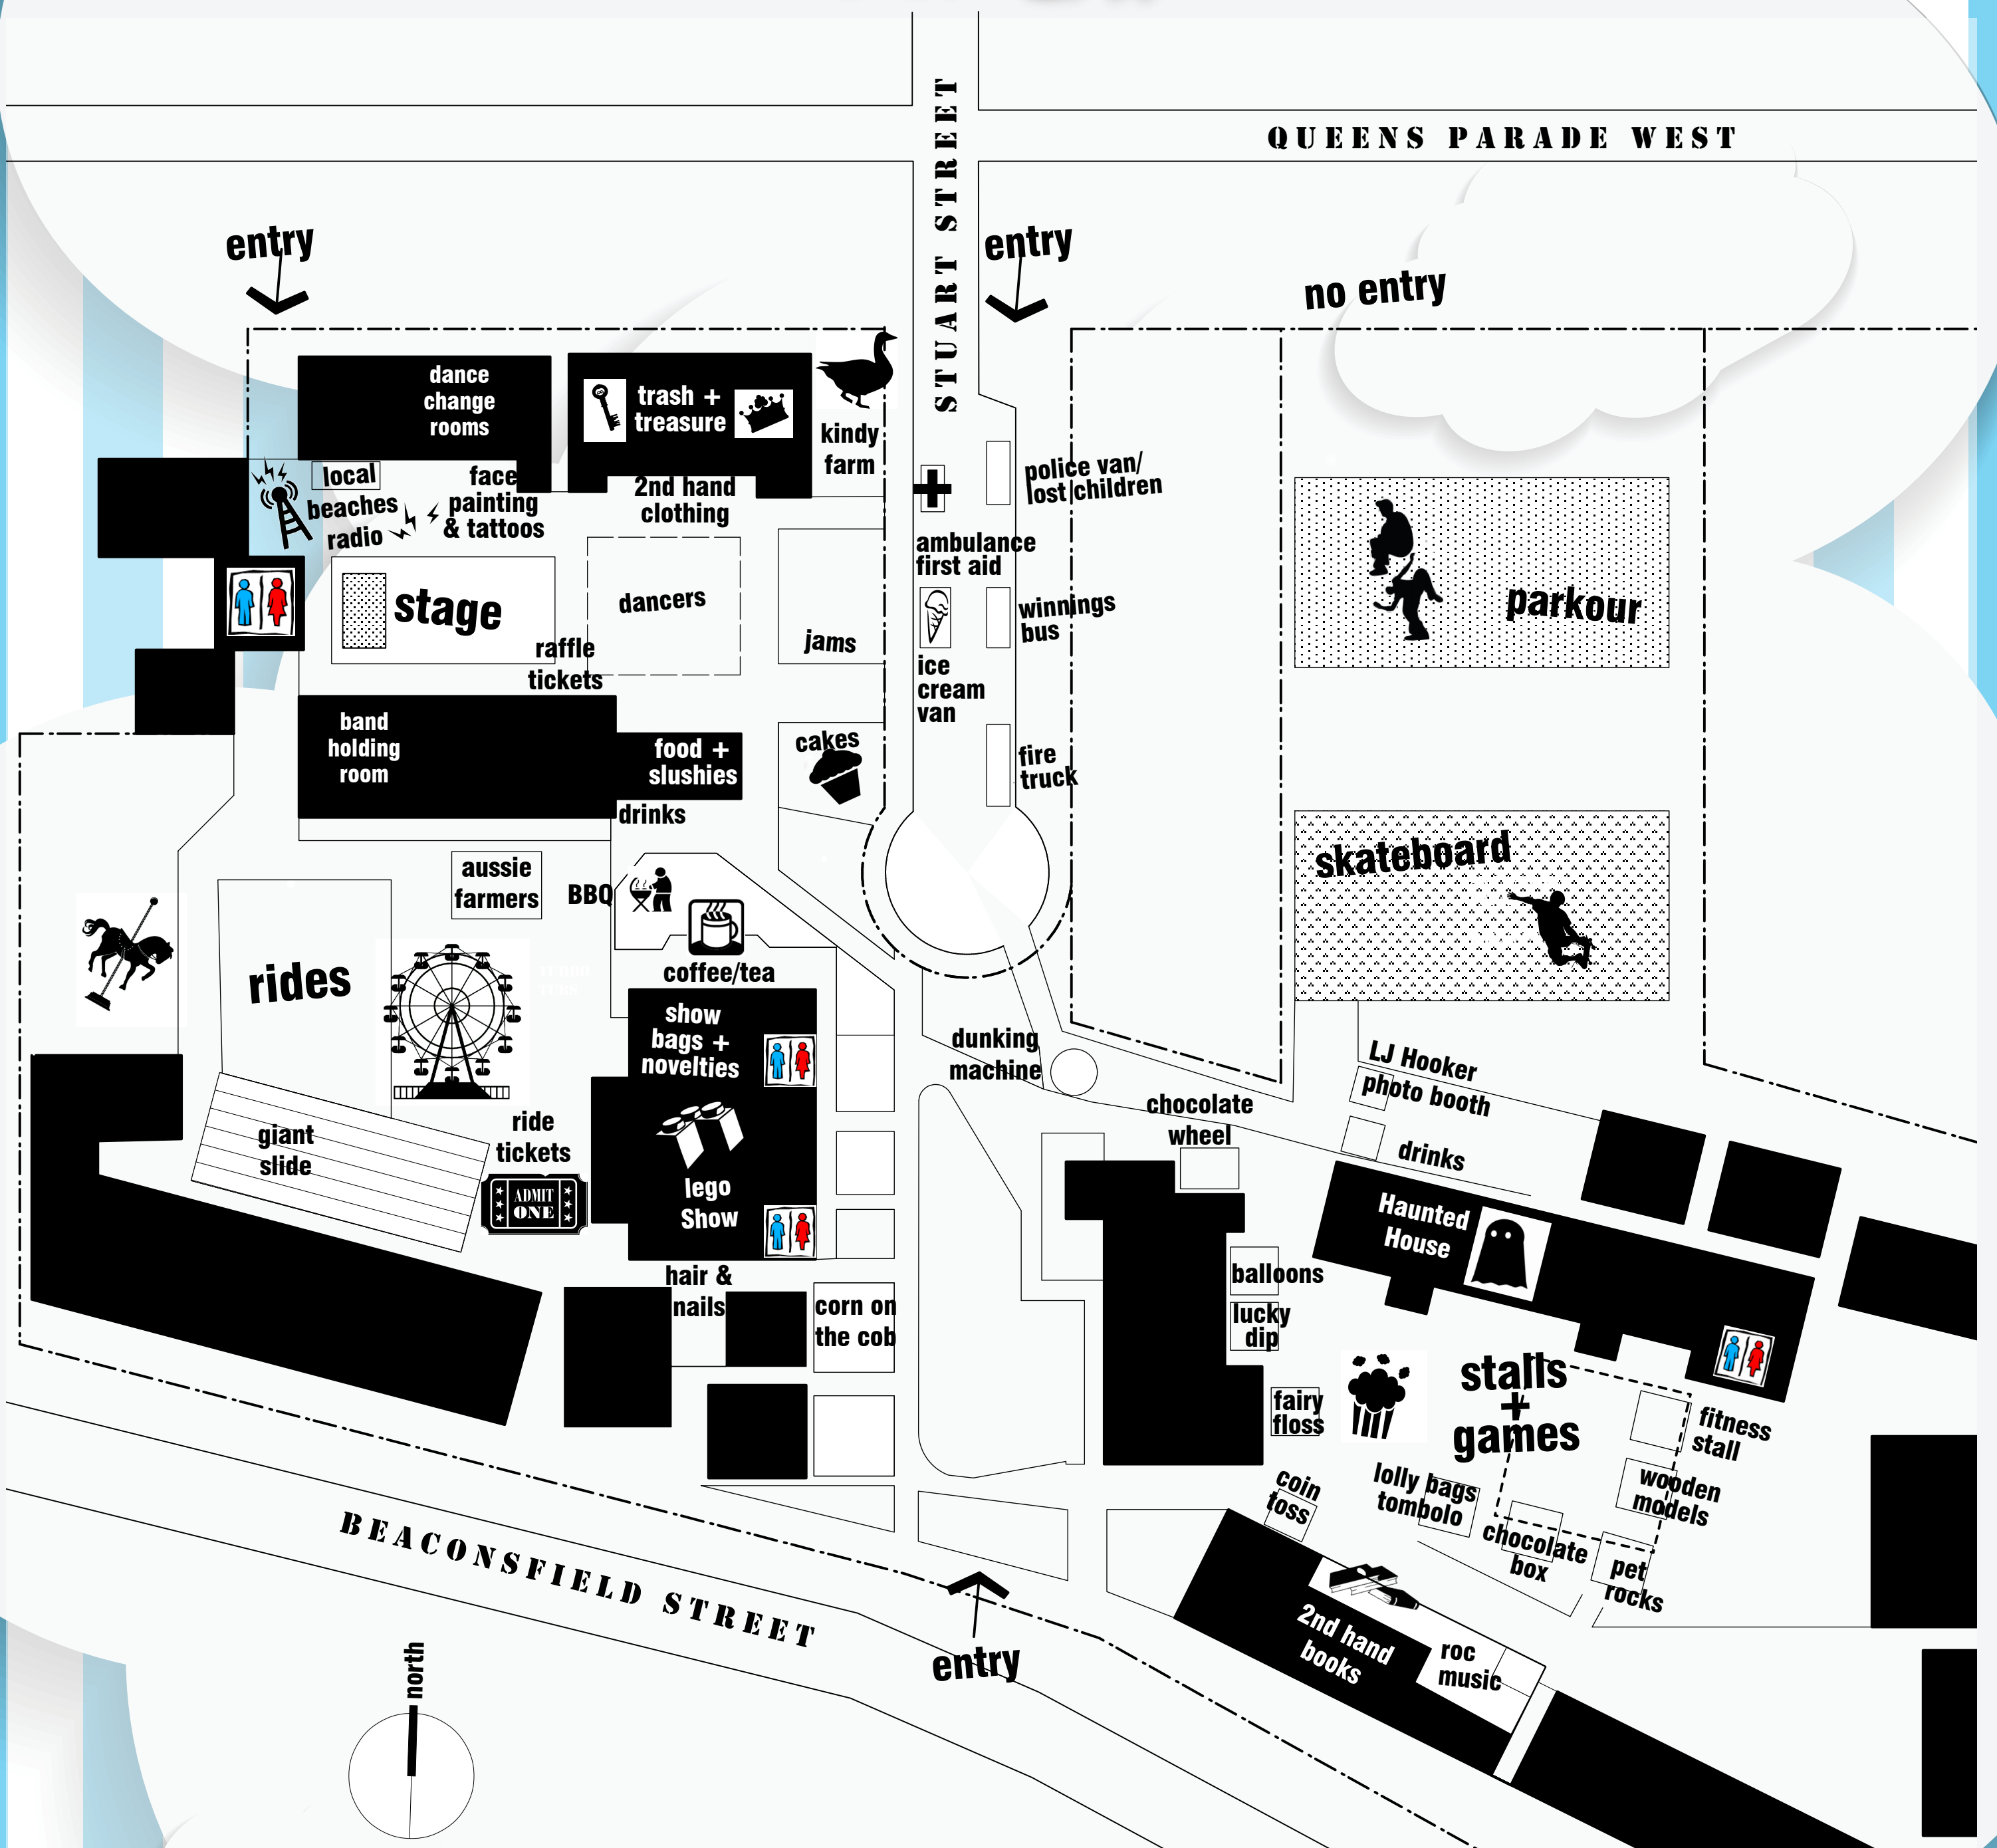 QUEENS PARADE WEST
STUART STREET
entry
entry
no entry
dance
change
rooms
trash +
treasure
kindy
farm
local
beaches
radio
face
painting
& tattoos
2nd hand
clothing
police van/
lost children
ambulance
first aid
stage
dancers
jams
raffle
tickets
winnings
bus
ice
cream
van
parkour
band
holding
room
food +
slushies
drinks
cakes
fire
truck
skateboard
aussie
farmers
BBQ
coffee/tea
rides
show
bags +
novelties
dunking
machine
LJ Hooker
photo booth
drinks
chocolate
wheel
giant
slide
ride
tickets
ADMIT
ONE
lego
Show
Haunted
House
hair &
nails
corn on
the cob
balloons
lucky
dip
fairy
floss
stalls
+
games
fitness
stall
wooden
models
coin
toss
lolly bags
tombolo
chocolate
box
pet
rocks
2nd hand
books
roc
music
BEACONSFIELD STREET
entry
north